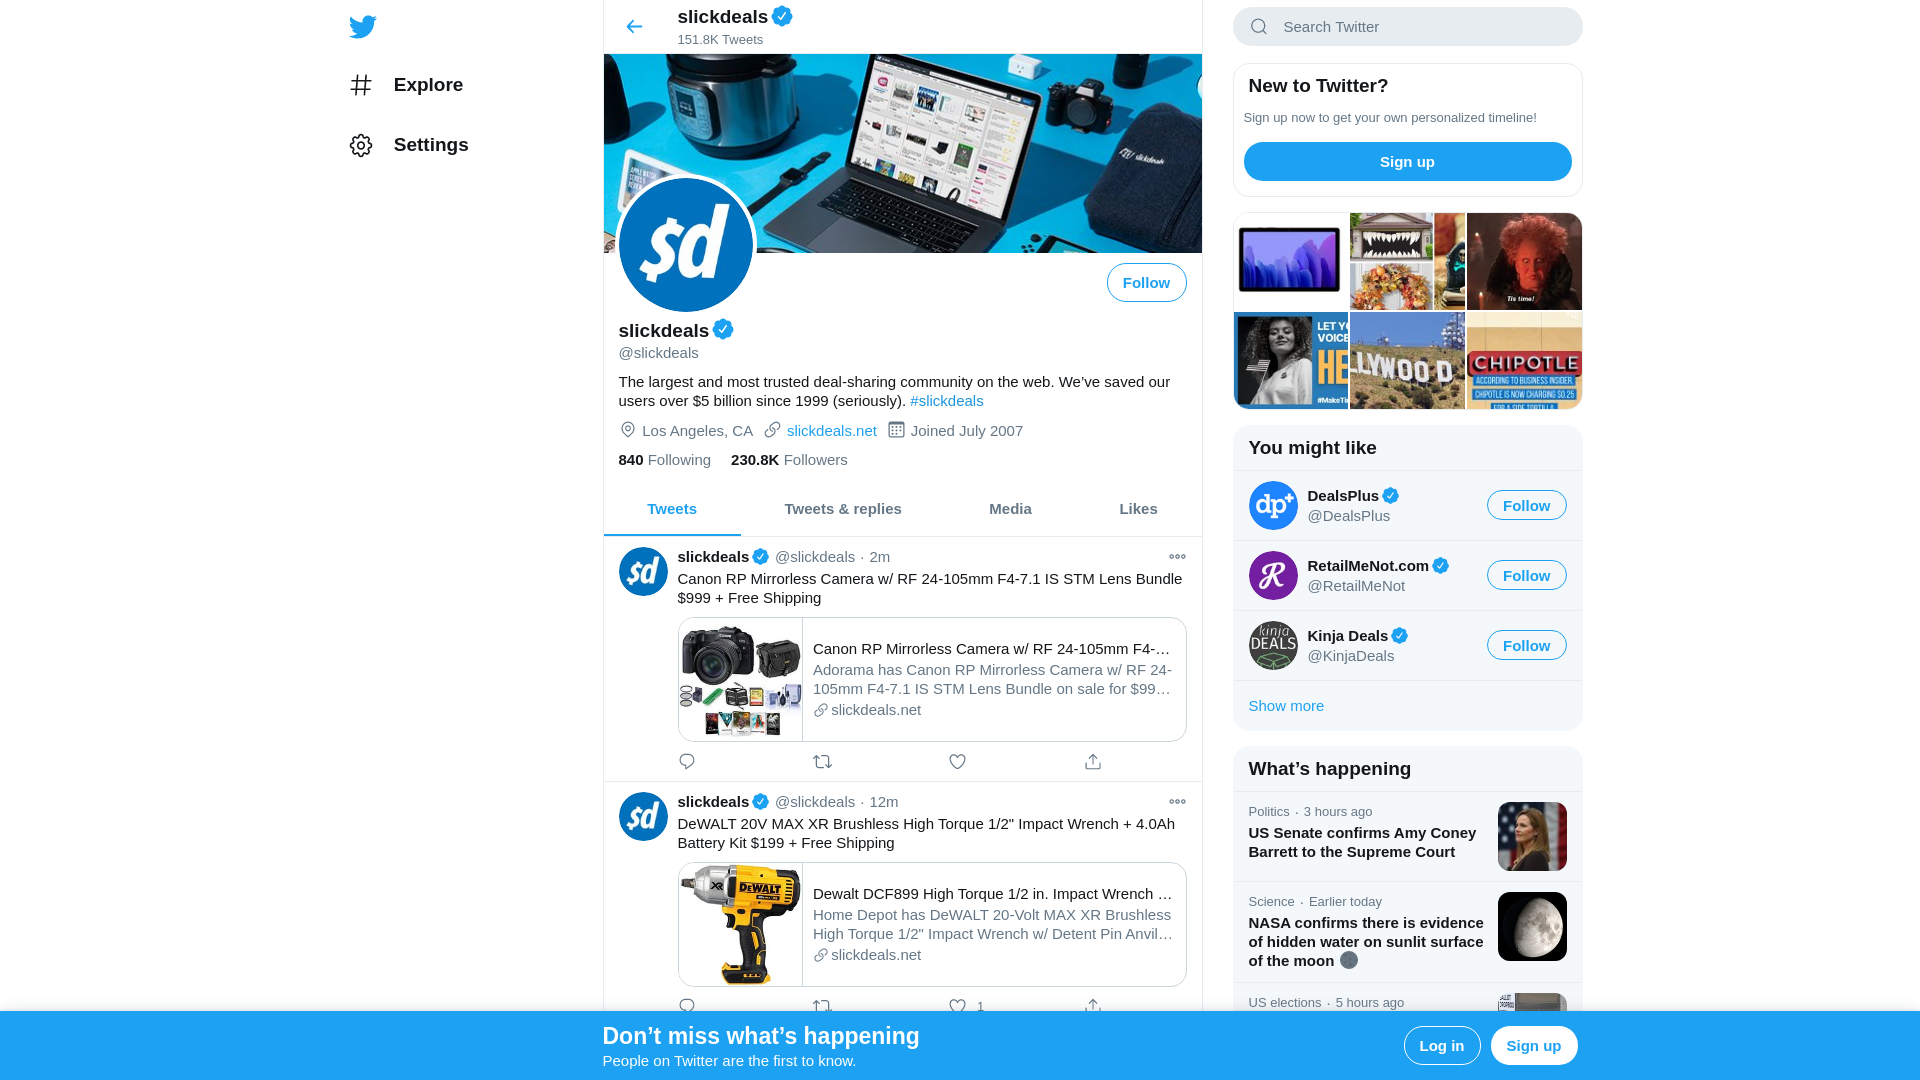 Explore
Settings
slickdeals
151.8K Tweets
slickdeals
$d
Follow
slickdeals
@slickdeals
The largest and most trusted deal-sharing community on the web. We’ve saved our
users over $5 billion since 1999 (seriously). #slickdeals
Los Angeles, CA slickdeals.net Joined July 2007
840 Following 230.8K Followers
Tweets Tweets & replies Media Likes
$d
slickdeals @slickdeals · 2m
Canon RP Mirrorless Camera w/ RF 24-105mm F4-7.1 IS STM Lens Bundle
$999 + Free Shipping
Canon RP Mirrorless Camera w/ RF 24-105mm F4-…
Adorama has Canon RP Mirrorless Camera w/ RF 24-
105mm F4-7.1 IS STM Lens Bundle on sale for $99…
slickdeals.net
$d
slickdeals @slickdeals · 12m
DeWALT 20V MAX XR Brushless High Torque 1/2" Impact Wrench + 4.0Ah
Battery Kit $199 + Free Shipping
XR
DEWALT
Dewalt DCF899 High Torque 1/2 in. Impact Wrench …
Home Depot has DeWALT 20-Volt MAX XR Brushless
High Torque 1/2" Impact Wrench w/ Detent Pin Anvil…
slickdeals.net
1
Search Twitter
New to Twitter?
Sign up now to get your own personalized timeline!
Sign up
Tis time!
LET YO
VOICE
HE
#MakeTi
LLYWOOD
CHIPOTLE
ACCORDING TO BUSINESS INSIDER,
CHIPOTLE IS NOW CHARGING $0.25
FOR A SIDE TORTILLA
You might like
dp+
DealsPlus
@DealsPlus
Follow
R
RetailMeNot.com
@RetailMeNot
Follow
kinja
DEALS
Kinja Deals
@KinjaDeals
Follow
Show more
What’s happening
Politics · 3 hours ago
US Senate confirms Amy Coney
Barrett to the Supreme Court
Science · Earlier today
NASA confirms there is evidence
of hidden water on sunlit surface
of the moon
US elections · 5 hours ago
Don’t miss what’s happening
People on Twitter are the first to know.
Log in
Sign up